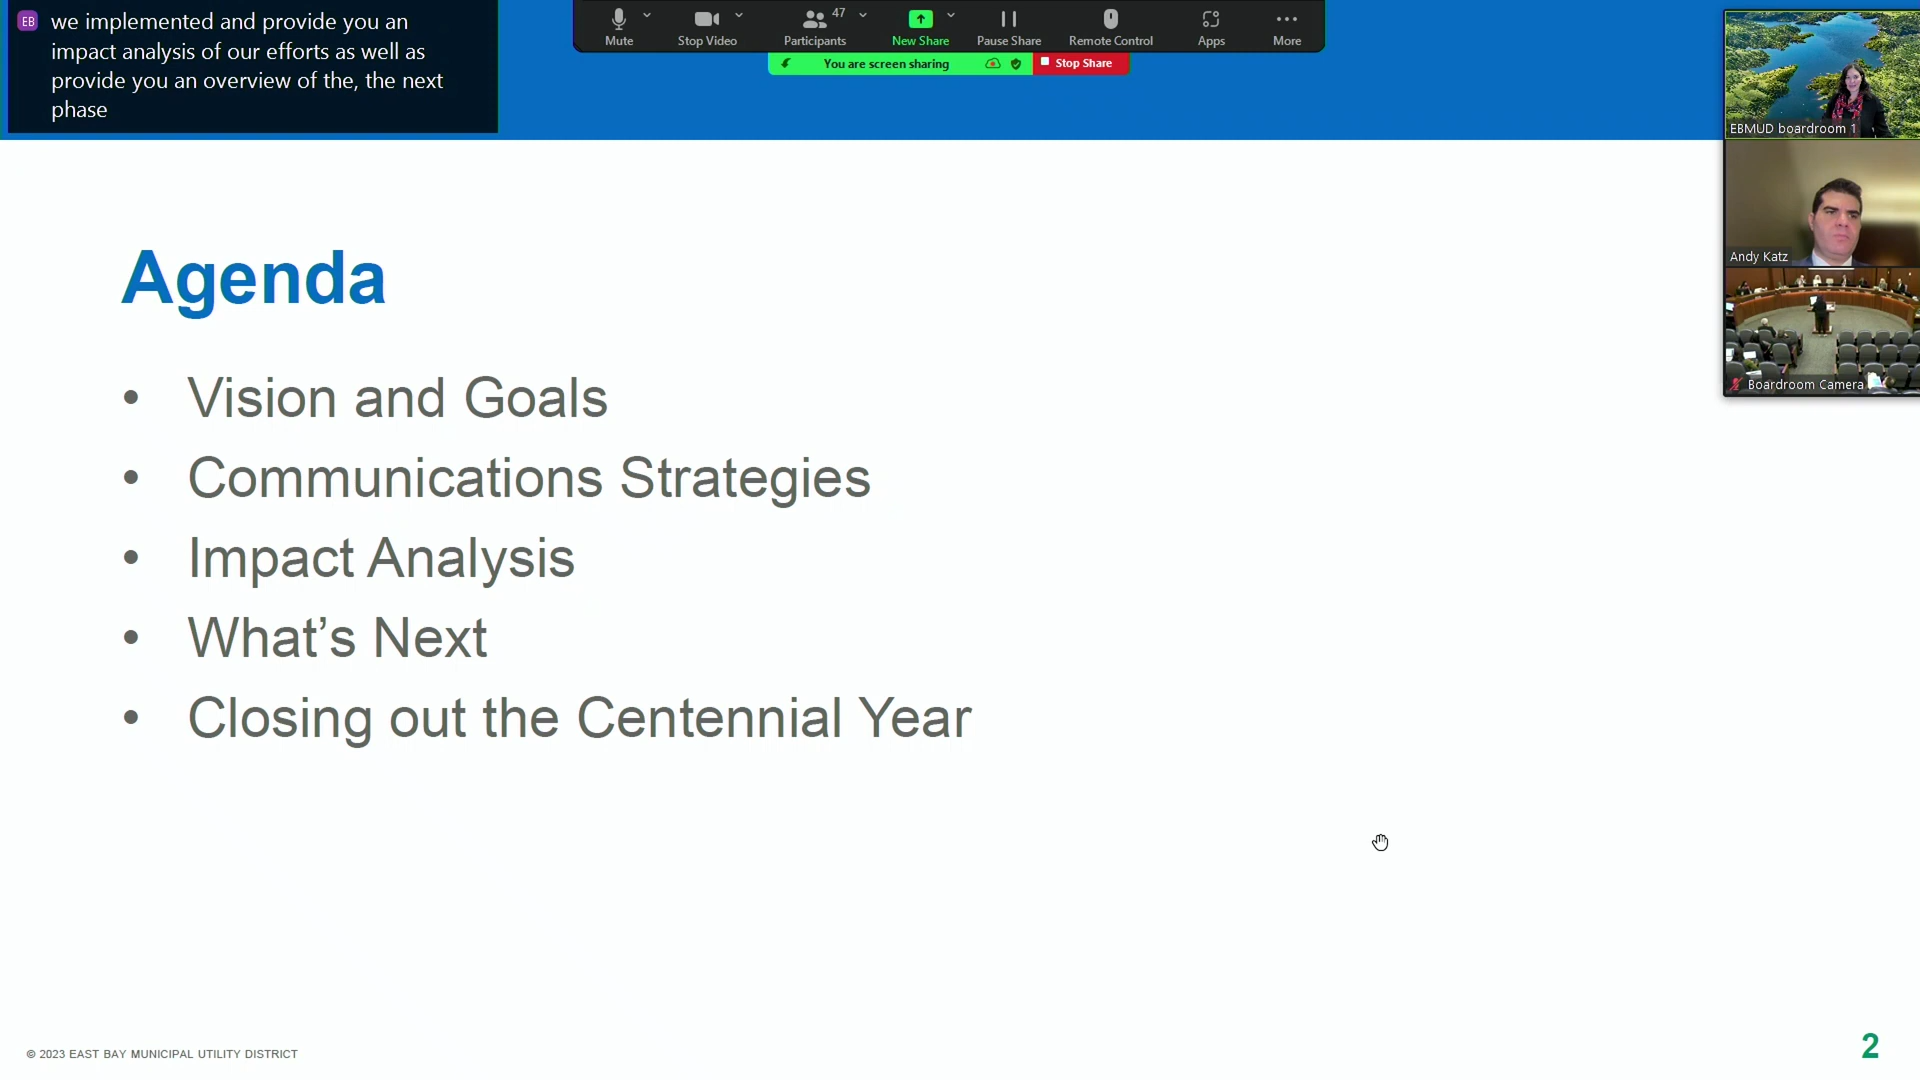 EB
we implemented and provide you an
impact analysis of our efforts as well as
provide you an overview of the, the next
phase
47
Mute
Stop Video
Participants
New Share
Pause Share
Remote Control
Apps
More
You are screen sharing
Stop Share
EBMUD boardroom 1
Andy Katz
Boardroom Camera
Agenda
• Vision and Goals
• Communications Strategies
• Impact Analysis
• What’s Next
• Closing out the Centennial Year
© 2023 EAST BAY MUNICIPAL UTILITY DISTRICT
2